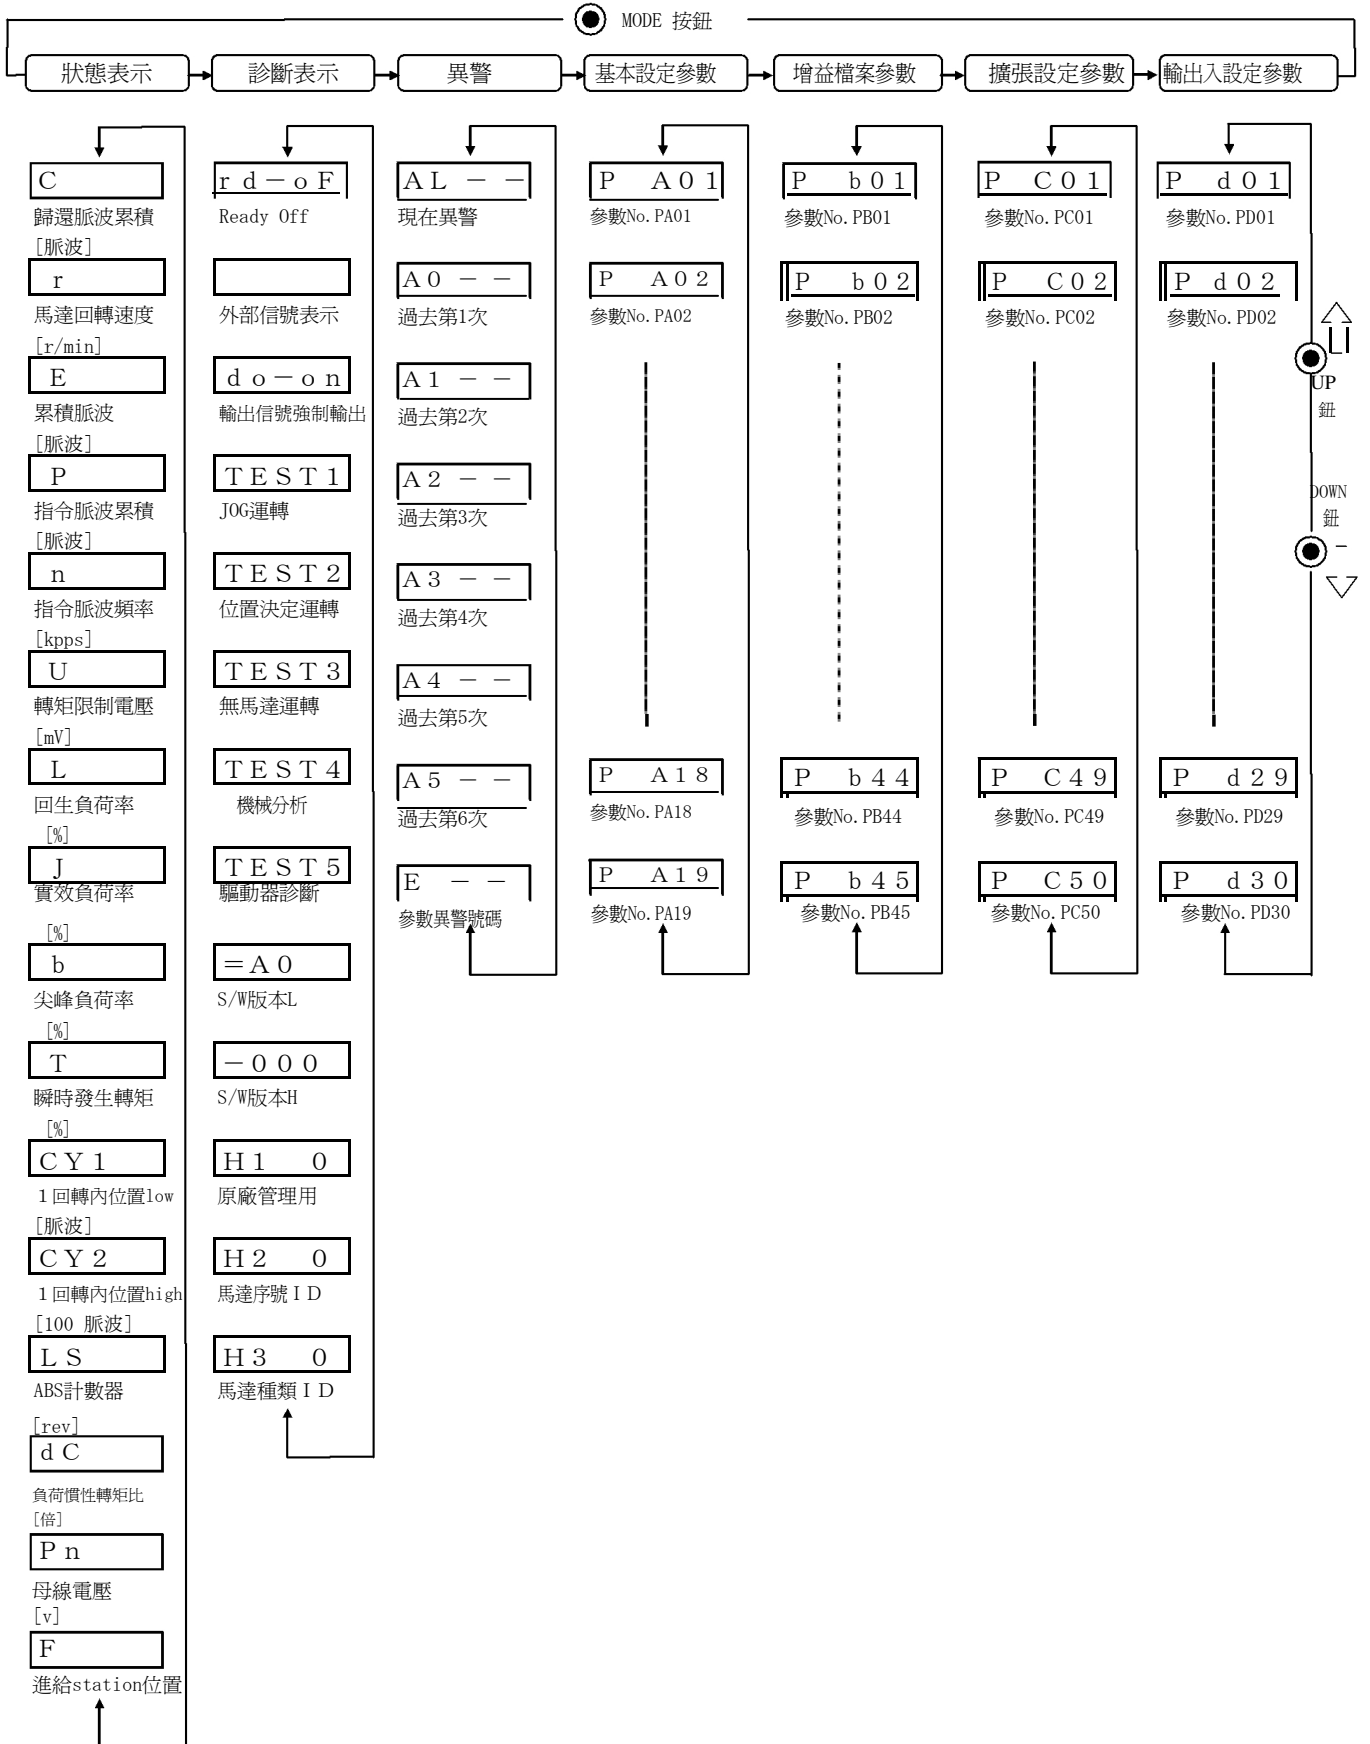 MODE 按鈕
狀態表示
診斷表示
異警
基本設定參數
增益檔案參數
擴張設定參數
輸出入設定參數
C
歸還脈波累積
[脈波]
r
馬達回轉速度
[r/min]
E
累積脈波
[脈波]
P
指令脈波累積
[脈波]
n
指令脈波頻率
[kpps]
U
轉矩限制電壓
[mV]
L
回生負荷率
[%]
J
實效負荷率
[%]
b
尖峰負荷率
[%]
T
瞬時發生轉矩
[%]
CY1
1回轉內位置low
[脈波]
CY2
1回轉內位置high
[100 脈波]
LS
ABS計數器
[rev]
dC
負荷慣性轉矩比
[倍]
Pn
母線電壓
[v]
F
進給station位置
rd-oF
Ready Off
外部信號表示
do-on
輸出信號強制輸出
TEST1
JOG運轉
TEST2
位置決定運轉
TEST3
無馬達運轉
TEST4
機械分析
TEST5
驅動器診斷
=A0
S/W版本L
-000
S/W版本H
H1 0
原廠管理用
H2 0
馬達序號ID
H3 0
馬達種類ID
AL--
現在異警
A0--
過去第1次
A1--
過去第2次
A2--
過去第3次
A3--
過去第4次
A4--
過去第5次
A5--
過去第6次
E --
參數異警號碼
P A01
參數No.PA01
P A02
參數No.PA02
P A18
參數No.PA18
P A19
參數No.PA19
P b01
參數No.PB01
P b02
參數No.PB02
P b44
參數No.PB44
P b45
參數No.PB45
P C01
參數No.PC01
P C02
參數No.PC02
P C49
參數No.PC49
P C50
參數No.PC50
P d01
參數No.PD01
P d02
參數No.PD02
P d29
參數No.PD29
P d30
參數No.PD30
UP
鈕
DOWN
鈕